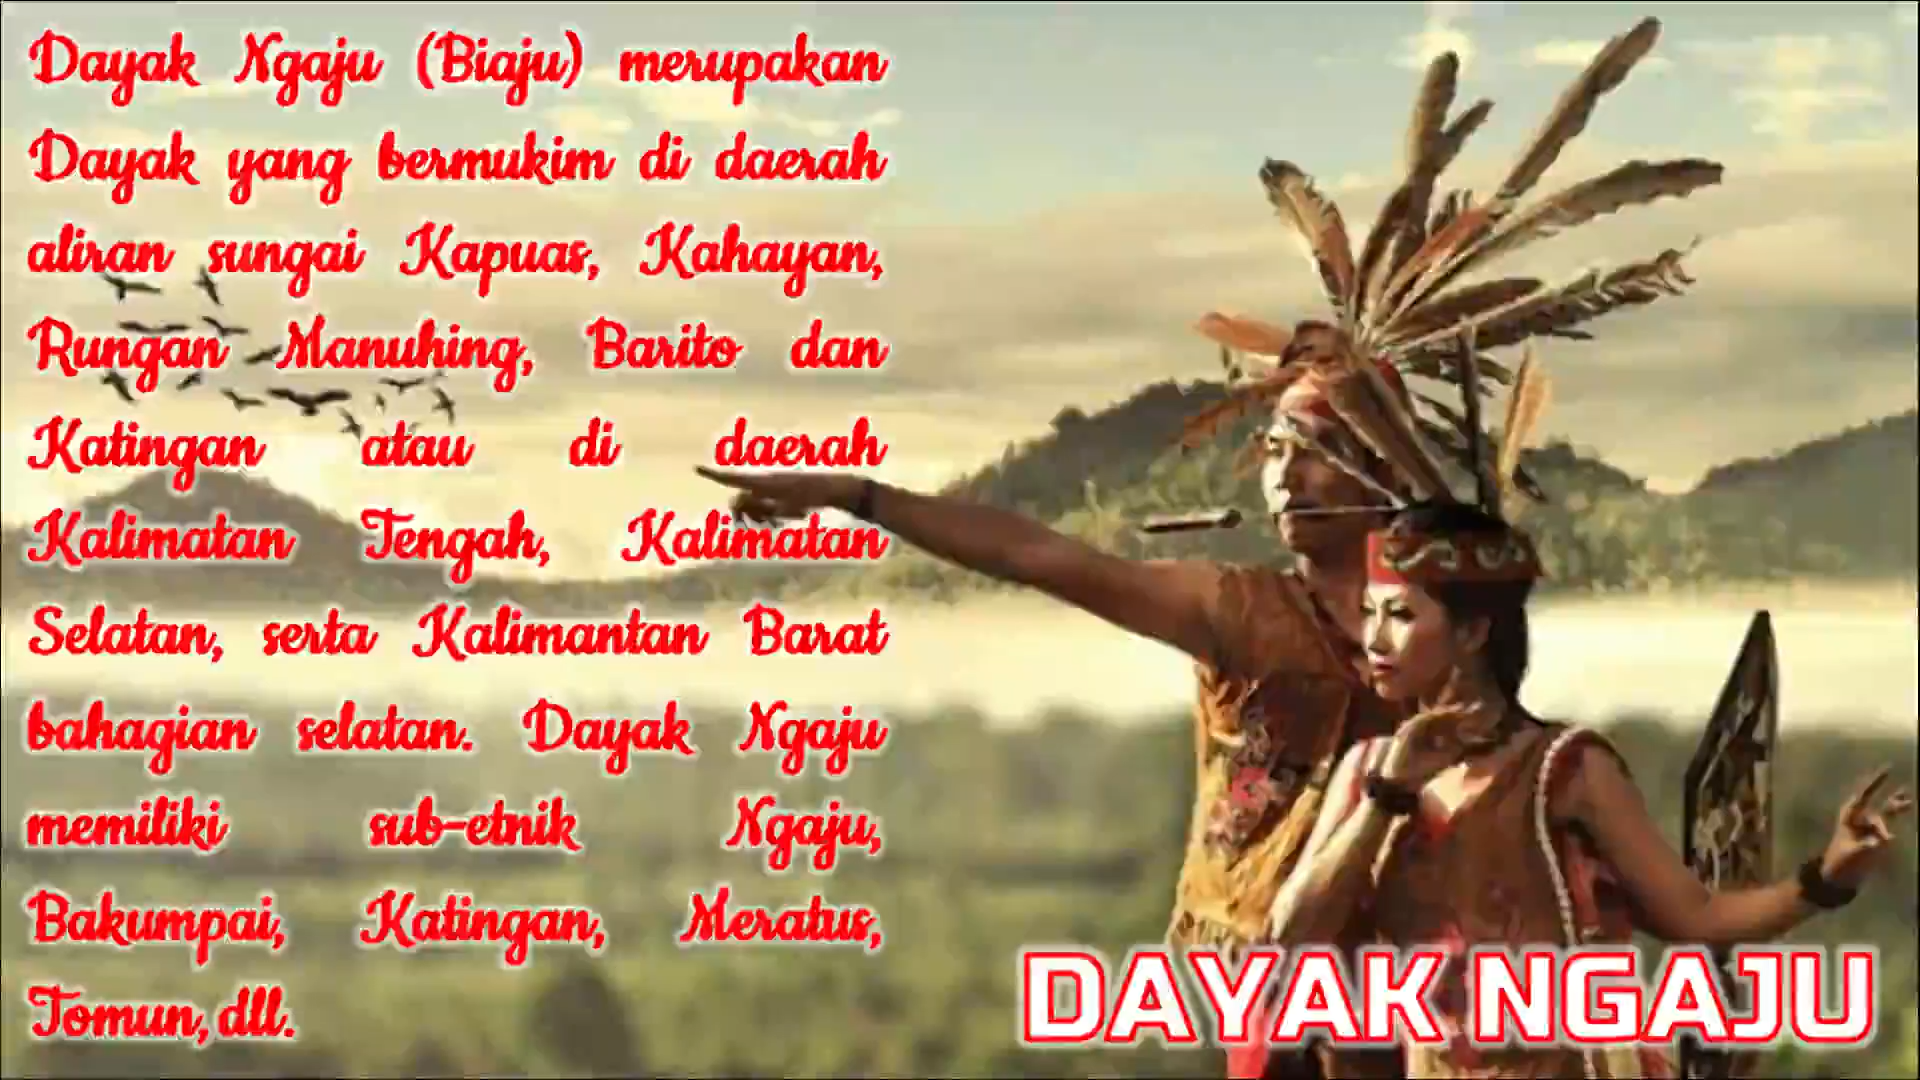 Dayak Ngaju (Biaju) merupakan
Dayak yang bermukim di daerah
aliran sungai Kapuas, Kahayan,
Rungan Manuhing, Barito dan
Katingan atau di daerah
Kalimatan Tengah, Kalimatan
Selatan, serta Kalimantan Barat
bahagian selatan. Dayak Ngaju
memiliki sub-etnik Ngaju,
Bakumpai, Katingan, Meratus,
Tomun, dll.
DAYAK NGAJU